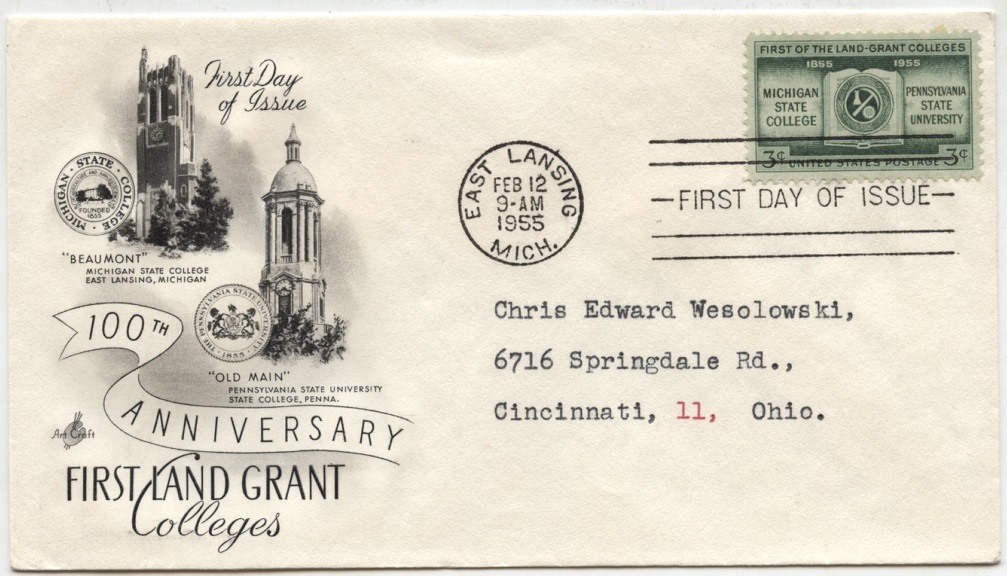 First Day
of Issue
MICHIGAN · STATE · COLLEGE
FOUNDED
1855
"BEAUMONT"
MICHIGAN STATE COLLEGE
EAST LANSING, MICHIGAN
THE PENNSYLVANIA STATE UNIVERSITY
· 1855 ·
"OLD MAIN"
PENNSYLVANIA STATE UNIVERSITY
STATE COLLEGE, PENNA.
100TH
ANNIVERSARY
Art Craft
FIRST LAND GRANT
Colleges
EAST LANSING
FEB 12
9-AM
1955
MICH.
FIRST OF THE LAND-GRANT COLLEGES
1855 1955
MICHIGAN
STATE
COLLEGE
PENNSYLVANIA
STATE
UNIVERSITY
3¢ UNITED STATES POSTAGE 3¢
FIRST DAY OF ISSUE
Chris Edward Wesolowski,
6716 Springdale Rd.,
Cincinnati, 11, Ohio.